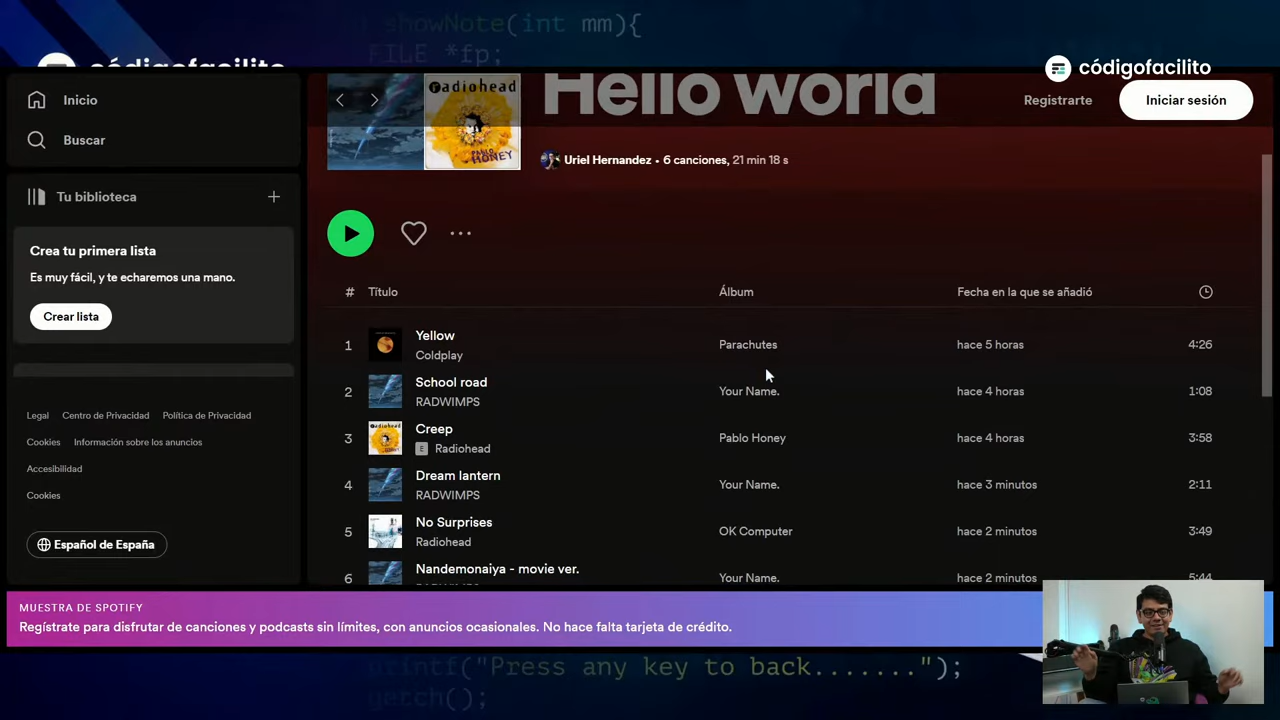 showNote(int mm){
FILE *fp;
códigofacilito
códigofacilito
Inicio
Buscar
Tu biblioteca
Crea tu primera lista
Es muy fácil, y te echaremos una mano.
Crear lista
Legal Centro de Privacidad Política de Privacidad
Cookies Información sobre los anuncios
Accesibilidad
Cookies
Español de España
radiohead
PABLO HONEY
Hello world
Registrarte Iniciar sesión
Uriel Hernandez • 6 canciones, 21 min 18 s
# Título Álbum Fecha en la que se añadió
1 Yellow Parachutes hace 5 horas 4:26
Coldplay
2 School road Your Name. hace 4 horas 1:08
RADWIMPS
3 Creep Pablo Honey hace 4 horas 3:58
E Radiohead
4 Dream lantern Your Name. hace 3 minutos 2:11
RADWIMPS
5 No Surprises OK Computer hace 2 minutos 3:49
Radiohead
6 Nandemonaiya - movie ver. Your Name. hace 2 minutos 5:44
RADWIMPS
MUESTRA DE SPOTIFY
Regístrate para disfrutar de canciones y podcasts sin límites, con anuncios ocasionales. No hace falta tarjeta de crédito.
printf("Press any key to back.......");
getch();